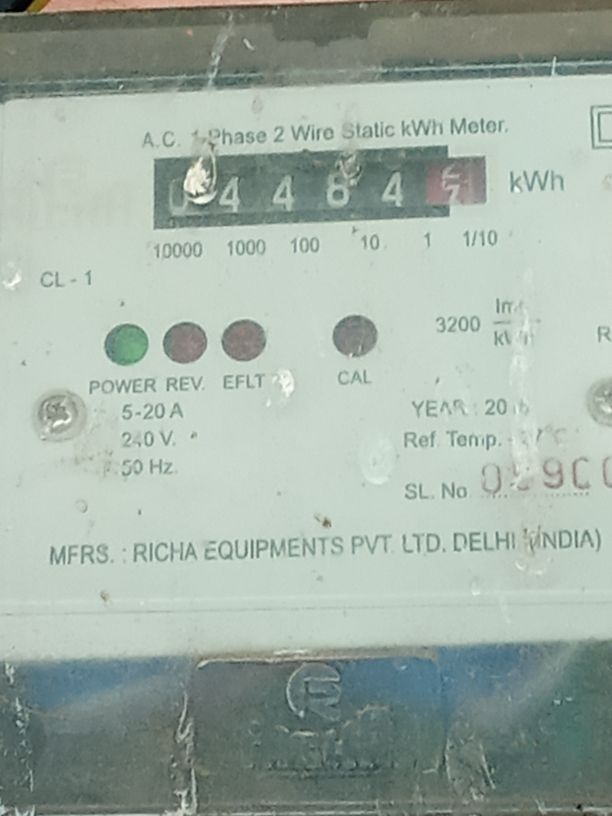 A.C. 1-Phase 2 Wire Static kWh Meter.
0 4 4 8 4 kWh
10000 1000 100 10 1 1/10
CL - 1
3200
POWER REV. EFLT CAL
5-20 A
240 V.
50 Hz.
YEAR : 20
Ref. Temp.
SL. No
MFRS. : RICHA EQUIPMENTS PVT. LTD. DELHI (INDIA)